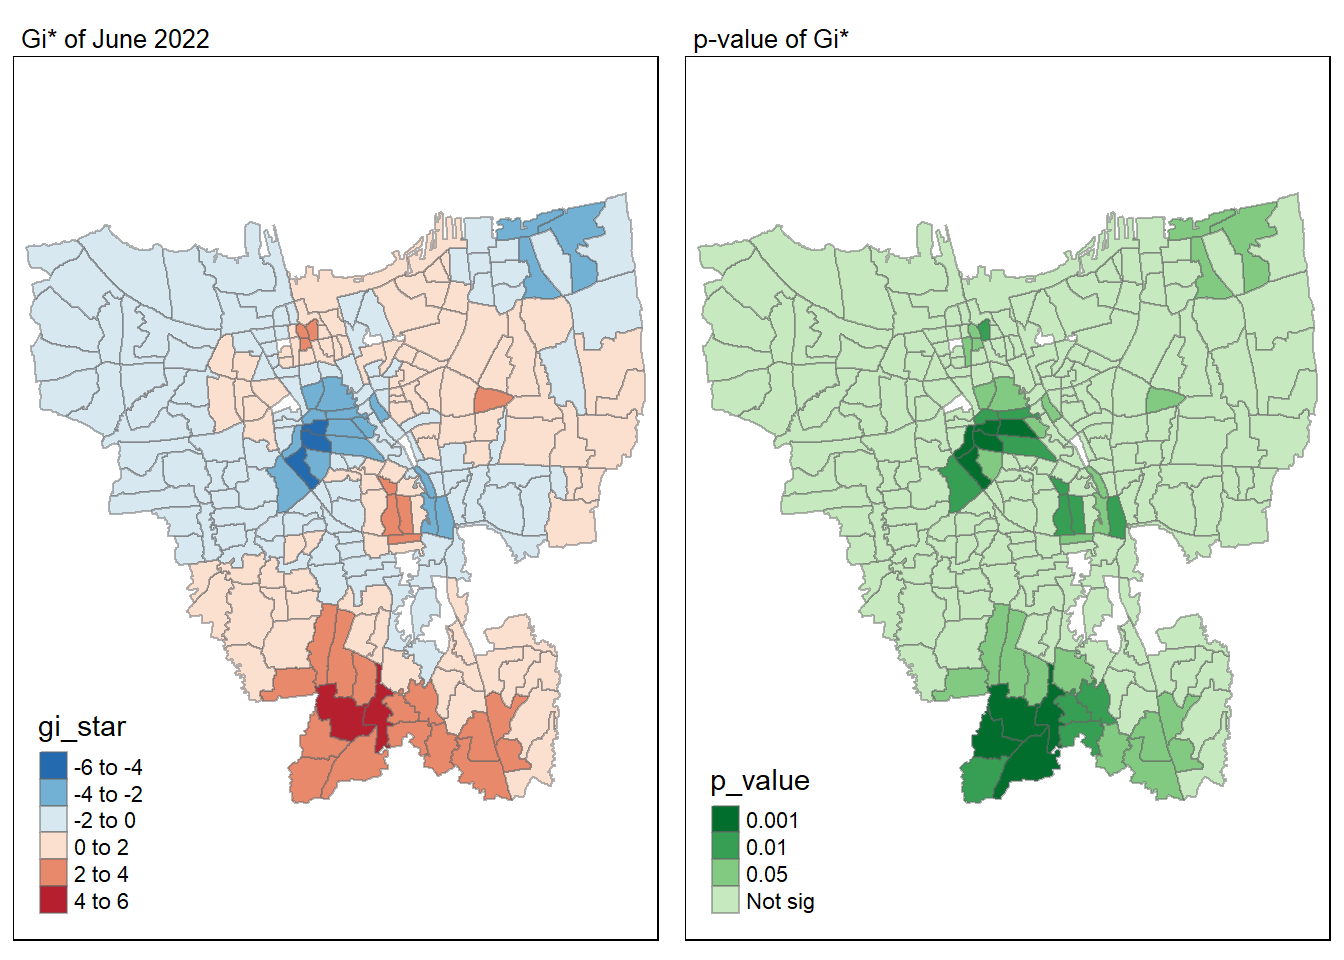 Gi* of June 2022
gi_star
-6 to -4
-4 to -2
-2 to 0
0 to 2
2 to 4
4 to 6
p-value of Gi*
p_value
0.001
0.01
0.05
Not sig